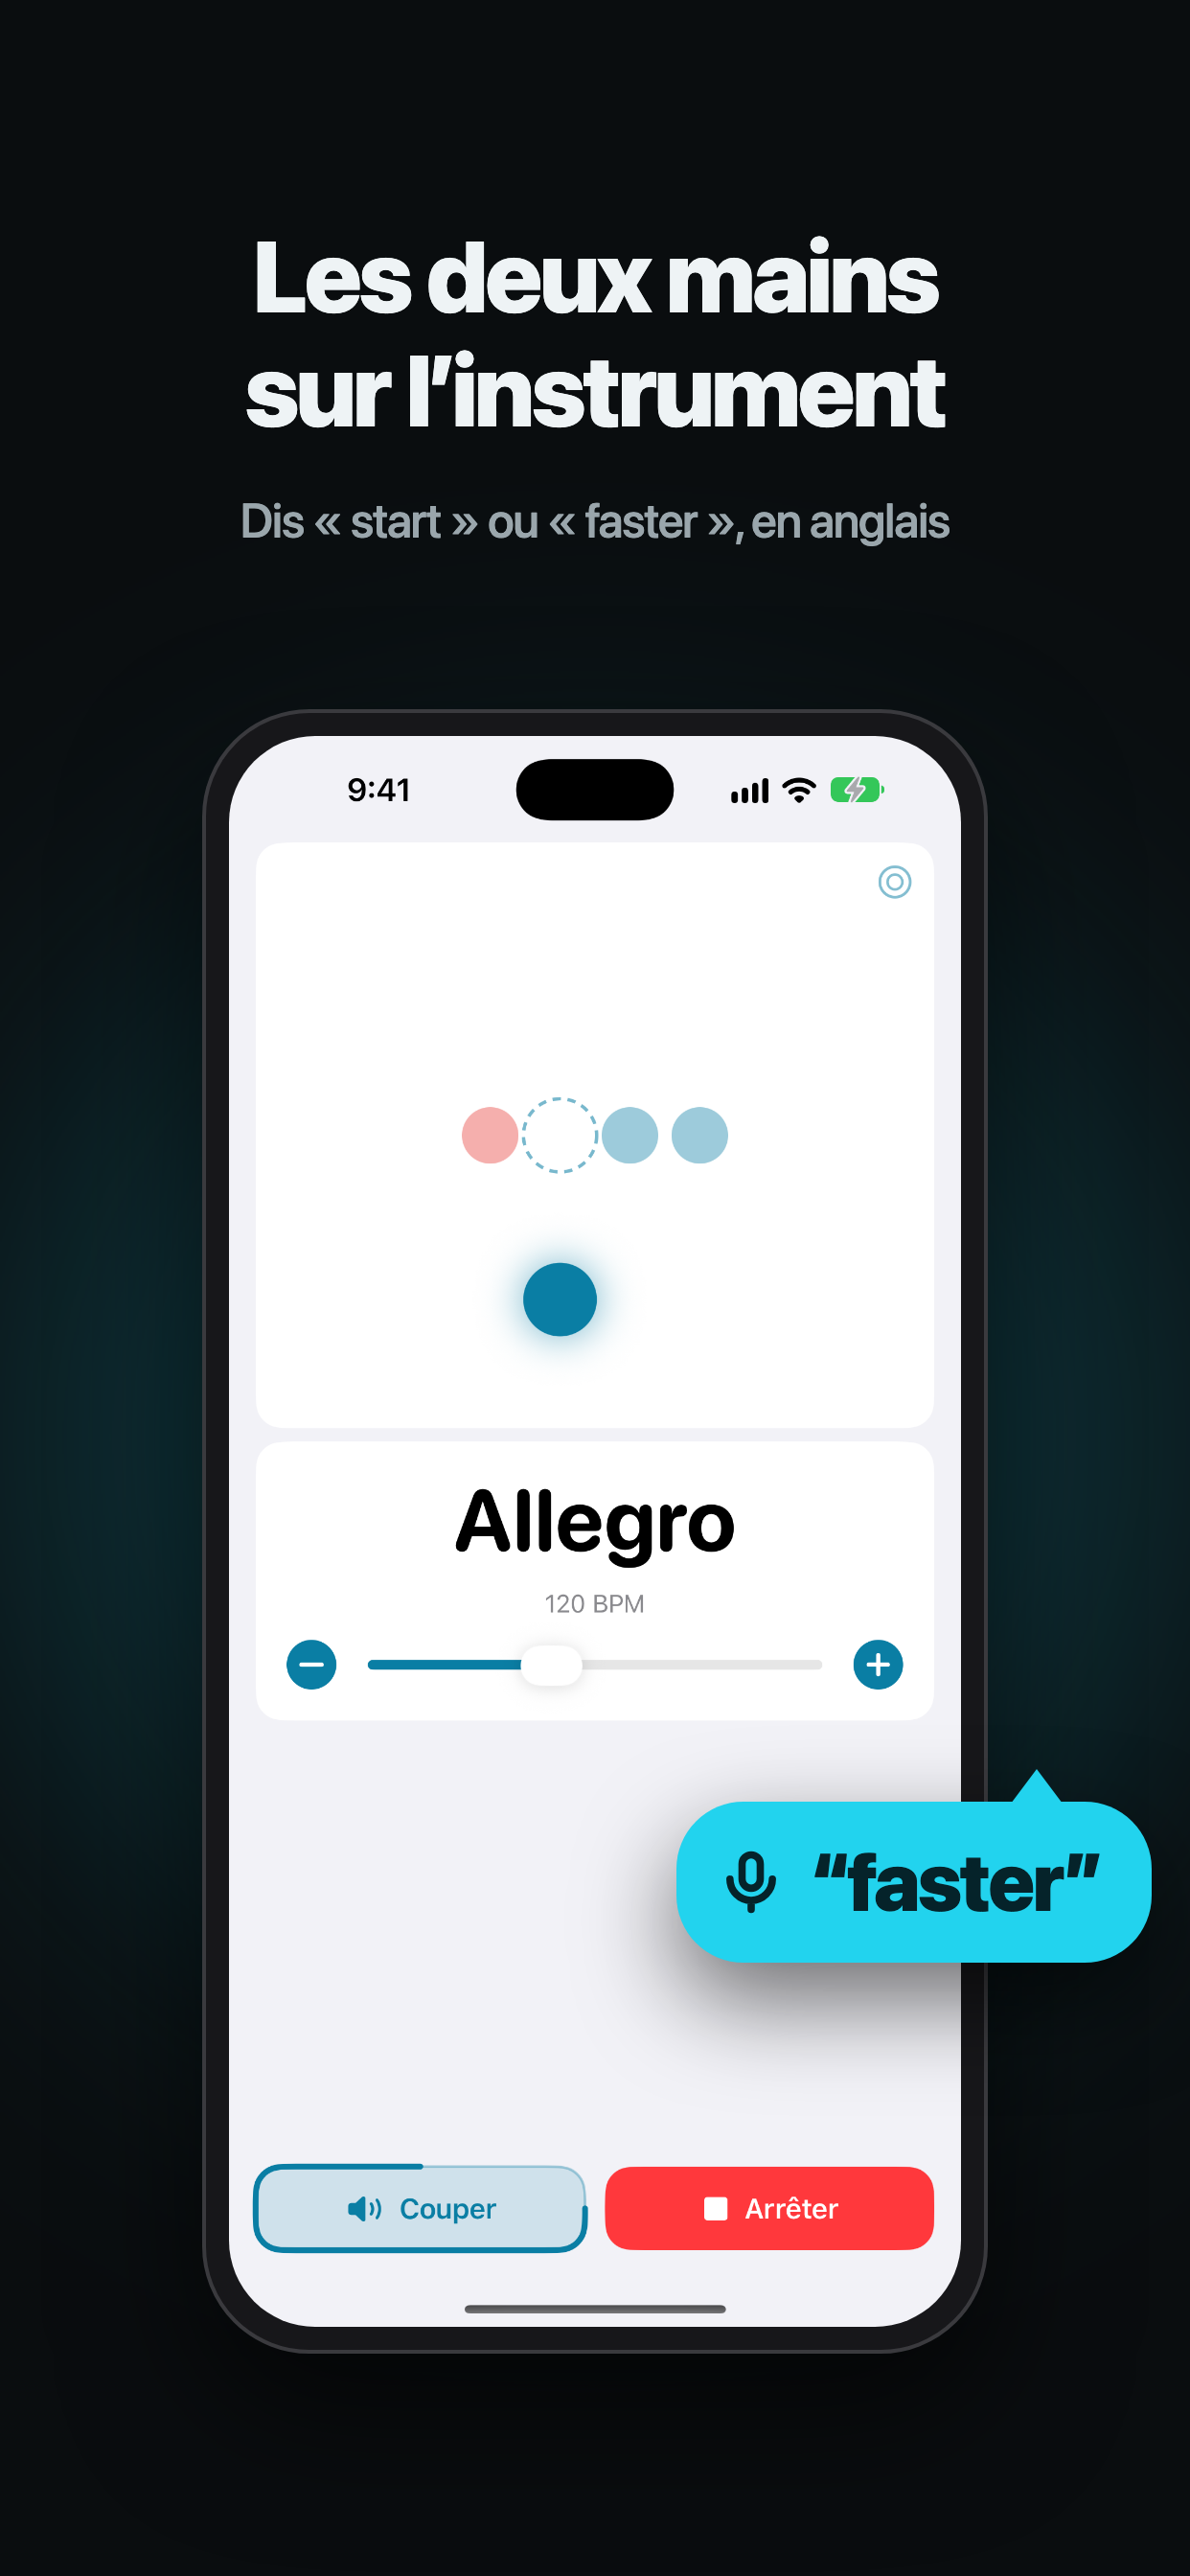 Les deux mains
sur l’instrument
Dis « start » ou « faster », en anglais
9:41
Allegro
120 BPM
“faster”
Couper
Arrêter